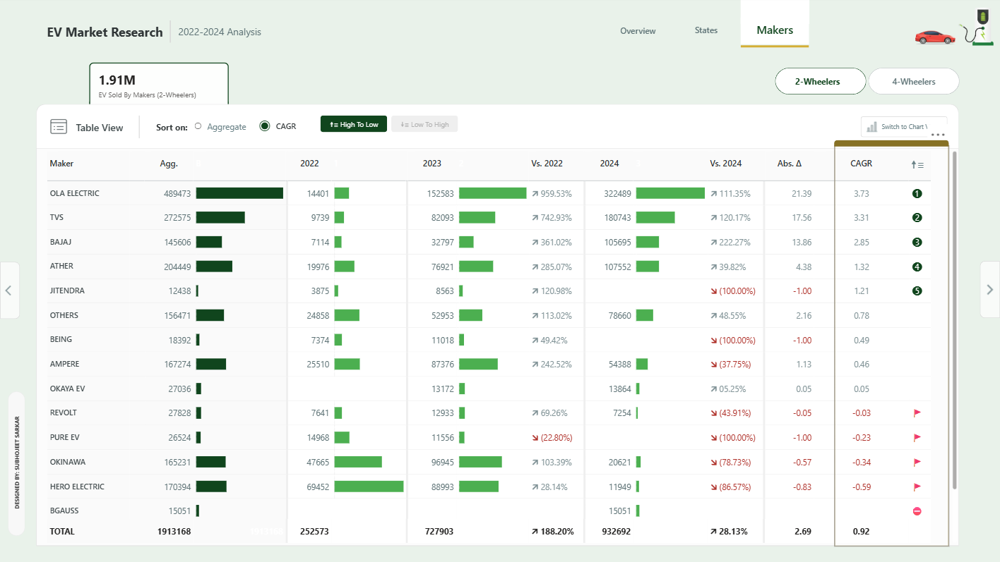 EV Market Research 2022-2024 Analysis Overview States Makers
1.91M
EV Sold By Makers (2-Wheelers)
2-Wheelers 4-Wheelers
Table View Sort on: Aggregate CAGR High To Low Low To High Switch to Chart
Maker Agg. 2022 2023 Vs. 2022 2024 Vs. 2024 Abs. Δ CAGR
OLA ELECTRIC 489473 14401 152583 959.53% 322489 111.35% 21.39 3.73 1
TVS 272575 9739 82093 742.93% 180743 120.17% 17.56 3.31 2
BAJAJ 145606 7114 32797 361.02% 105695 222.27% 13.86 2.85 3
ATHER 204449 19976 76921 285.07% 107552 39.82% 4.38 1.32 4
JITENDRA 12438 3875 8563 120.98% (100.00%) -1.00 1.21 5
OTHERS 156471 24858 52953 113.02% 78660 48.55% 2.16 0.78
BEING 18392 7374 11018 49.42% (100.00%) -1.00 0.49
AMPERE 167274 25510 87376 242.52% 54388 (37.75%) 1.13 0.46
OKAYA EV 27036 13172 13864 05.25% 0.05 0.05
REVOLT 27828 7641 12933 69.26% 7254 (43.91%) -0.05 -0.03
PURE EV 26524 14968 11556 (22.80%) (100.00%) -1.00 -0.23
OKINAWA 165231 47665 96945 103.39% 20621 (78.73%) -0.57 -0.34
HERO ELECTRIC 170394 69452 88993 28.14% 11949 (86.57%) -0.83 -0.59
BGAUSS 15051 15051
TOTAL 1913168 252573 727903 188.20% 932692 28.13% 2.69 0.92
DESIGNED BY: SUBHOJEET SARKAR